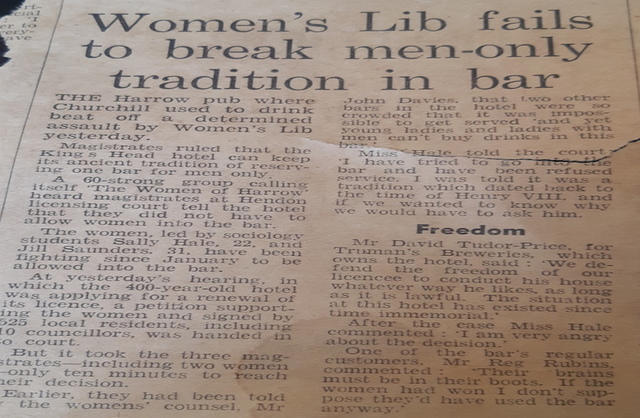 Women's Lib fails
to break men-only
tradition in bar
THE Harrow pub where
Churchill used to drink
beat off a determined
assault by Women's Lib
yesterday.
Magistrates ruled that the
King's Head hotel can keep
its ancient tradition of reserv-
ing one bar for men only.
A 60-strong group calling
itself 'The Women of Harrow'
heard magistrates at Hendon
licensing court tell the hotel
that they did not have to
allow women into the bar.
The women, led by sociology
students Sally Hale, 22, and
Jill Saunders, 31, have been
fighting since January to be
allowed into the bar.
At yesterday's hearing, in
which the 400-year-old hotel
was applying for a renewal of
its licence, a petition support-
ing the women and signed by
525 local residents, including
10 councillors, was handed in
to court.
But it took the three mag-
strates—including two women
—only ten minutes to reach
heir decision.
Earlier, they had been told
the womens' counsel, Mr
John Davies, that two other
bars in the hotel were so
crowded that it was impos-
sible to get served 'and yet
young ladies and ladies with
men can't buy drinks in this
bar.'
Miss Hale told the court:
'I have tried to go into the
bar and have been refused
service. I was told it was a
tradition which dated back to
the time of Henry VIII, and
if we wanted to know why
we would have to ask him.
Freedom
Mr David Tudor-Price, for
Truman's Breweries, which
owns the hotel, said: 'We de-
fend the freedom of our
licencee to conduct his house
whatever way he likes, as long
as it is lawful. The situation
at this hotel has existed since
time immemorial.'
After the case Miss Hale
commented: 'I am very angry
about the decision.'
One of the bar's regular
customers, Mr Reg Rubins,
commented: 'Their brains
must be in their boots. If the
women had won I don't sup-
pose they'd have used the bar
anyway.'